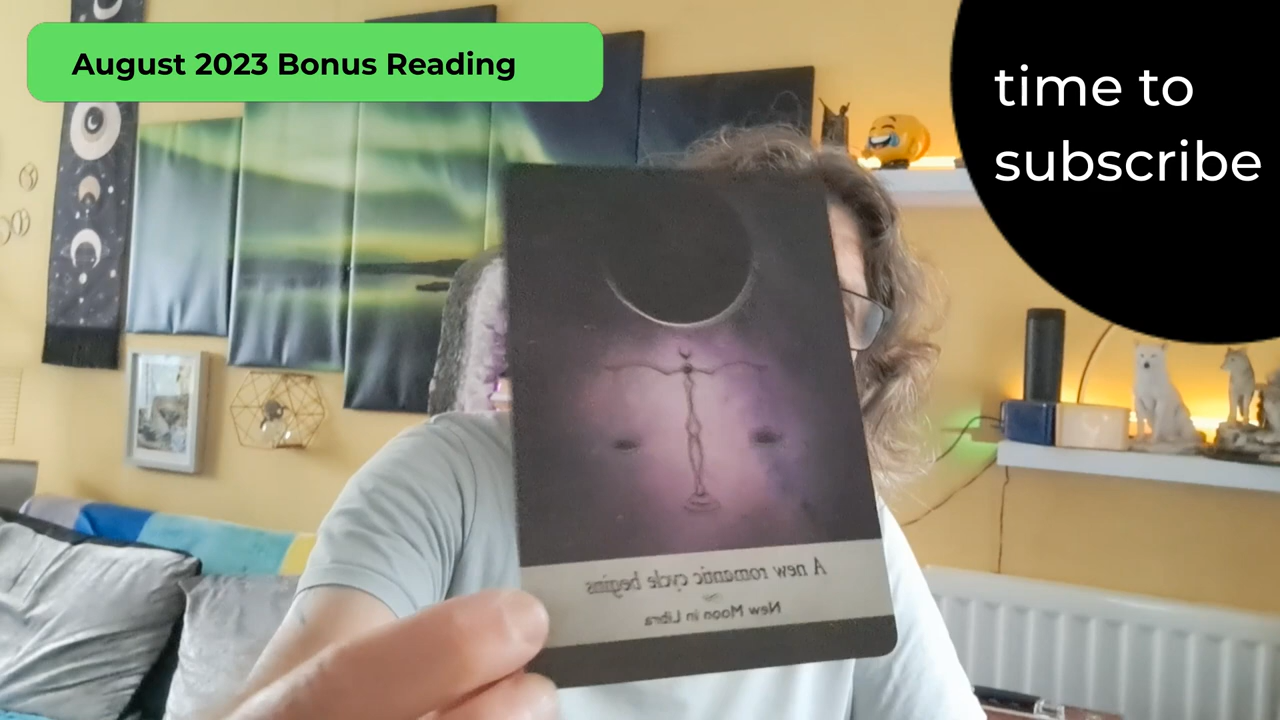 August 2023 Bonus Reading
time to
subscribe
A new romantic cycle begins
New Moon in Libra